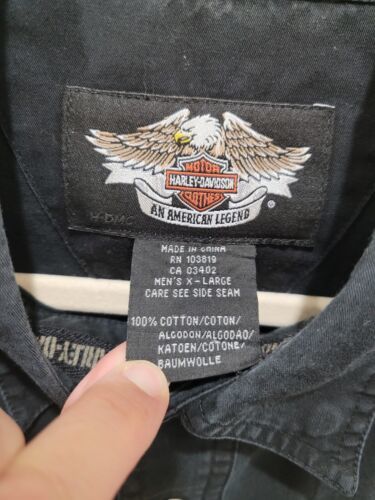 MOTOR
HARLEY-DAVIDSON
CLOTHES
AN AMERICAN LEGEND
®
H-DMC
MADE IN CHINA
RN 103819
CA 03402
MEN'S X-LARGE
CARE SEE SIDE SEAM
100% COTTON/COTON/
ALGODON/ALGODAO/
KATOEN/COTONE/
BAUMWOLLE